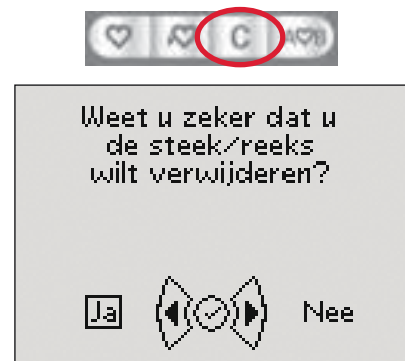 C
Weet u zeker dat u
de steek/reeks
wilt verwijderen?
Ja Nee